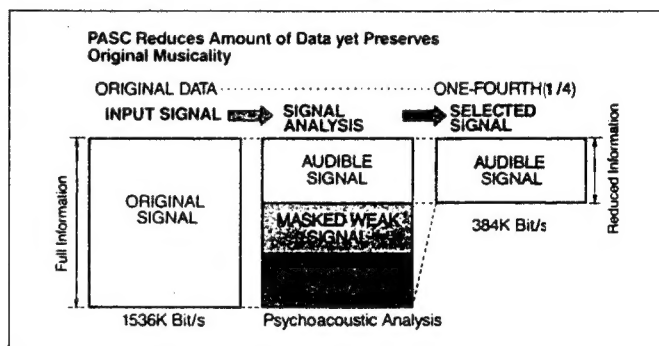 PASC Reduces Amount of Data yet Preserves
Original Musicality
ORIGINAL DATA ONE-FOURTH(1/4)
INPUT SIGNAL SIGNAL ANALYSIS SELECTED SIGNAL
Full Information
ORIGINAL SIGNAL
AUDIBLE SIGNAL
MASKED WEAK SIGNAL
AUDIBLE SIGNAL
Reduced Information
384K Bit/s
1536K Bit/s
Psychoacoustic Analysis